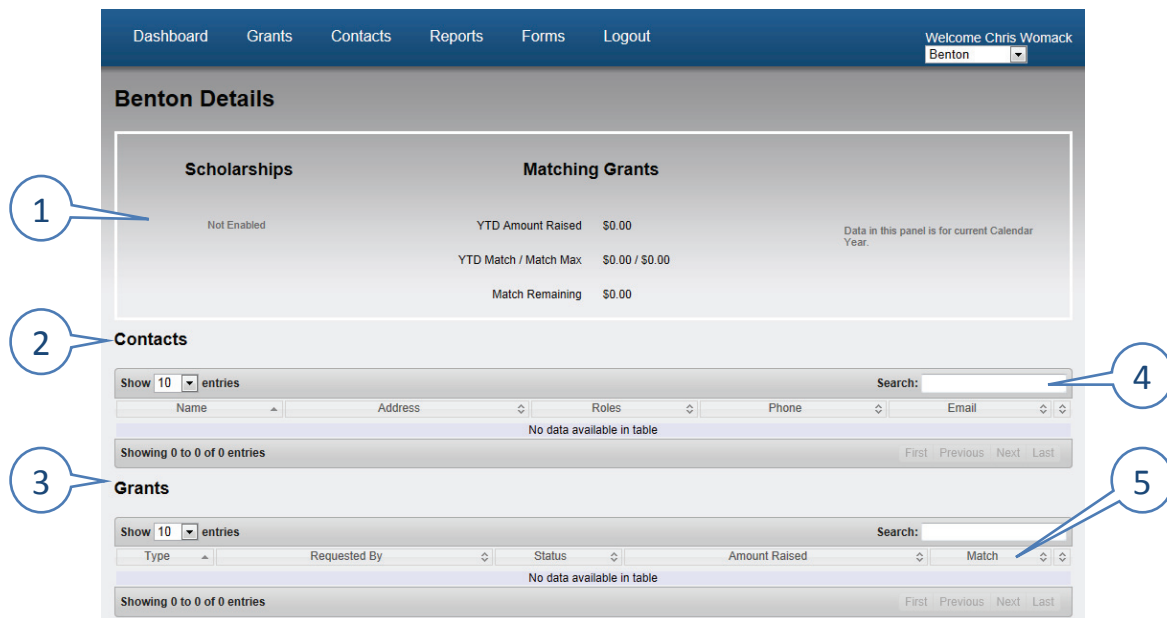 Dashboard Grants Contacts Reports Forms Logout Welcome Chris Womack
Benton
Benton Details
Scholarships Matching Grants
1
Not Enabled YTD Amount Raised $0.00 Data in this panel is for current Calendar
Year.
YTD Match / Match Max $0.00 / $0.00
Match Remaining $0.00
2
Contacts
Show 10 entries Search:
4
Name Address Roles Phone Email
No data available in table
Showing 0 to 0 of 0 entries First Previous Next Last
3
Grants
5
Show 10 entries Search:
Type Requested By Status Amount Raised Match
No data available in table
Showing 0 to 0 of 0 entries First Previous Next Last